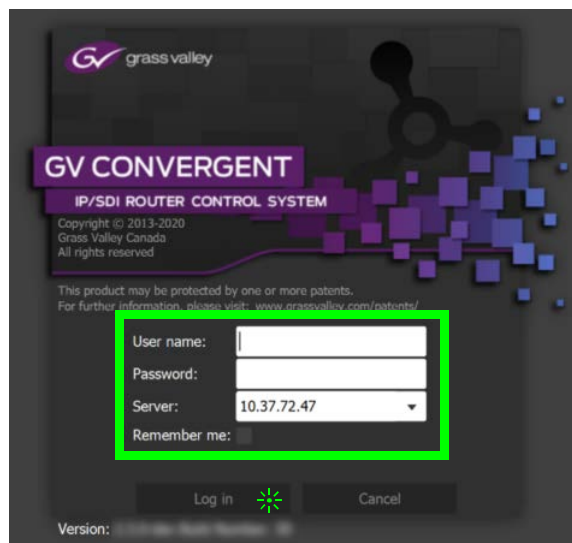 grass valley
GV CONVERGENT
IP/SDI ROUTER CONTROL SYSTEM
Copyright © 2013-2020
Grass Valley Canada
All rights reserved
This product may be protected by one or more patents.
For further information, please visit: www.grassvalley.com/patents/
User name:
Password:
Server: 10.37.72.47
Remember me:
Log in Cancel
Version: